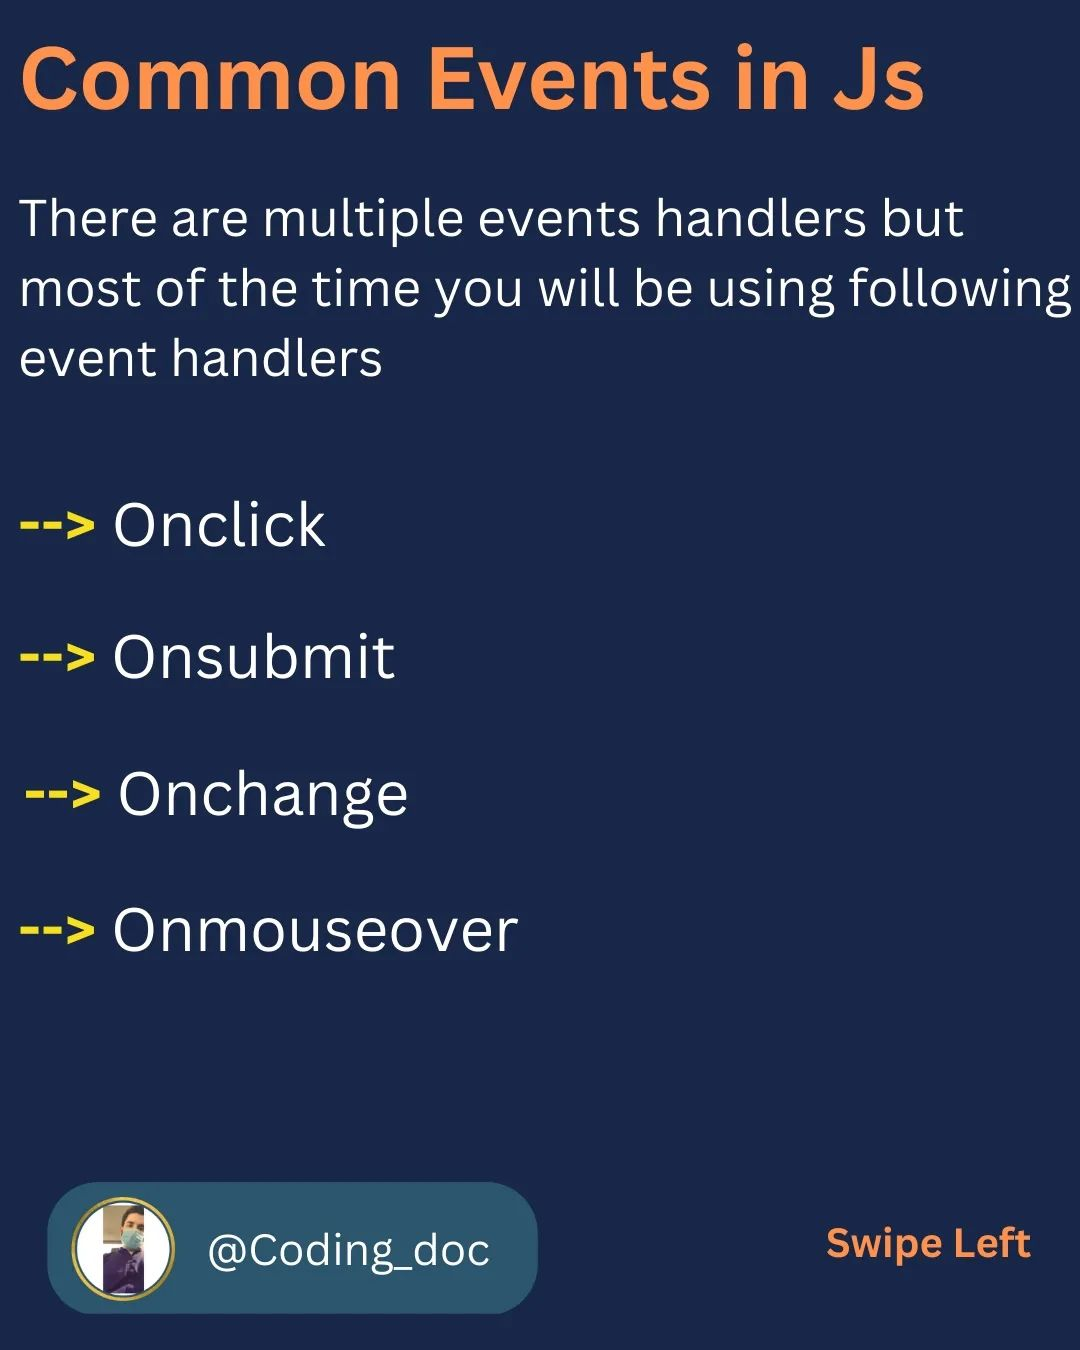 Common Events in Js
There are multiple events handlers but
most of the time you will be using following
event handlers
--> Onclick
--> Onsubmit
--> Onchange
--> Onmouseover
@Coding_doc
Swipe Left